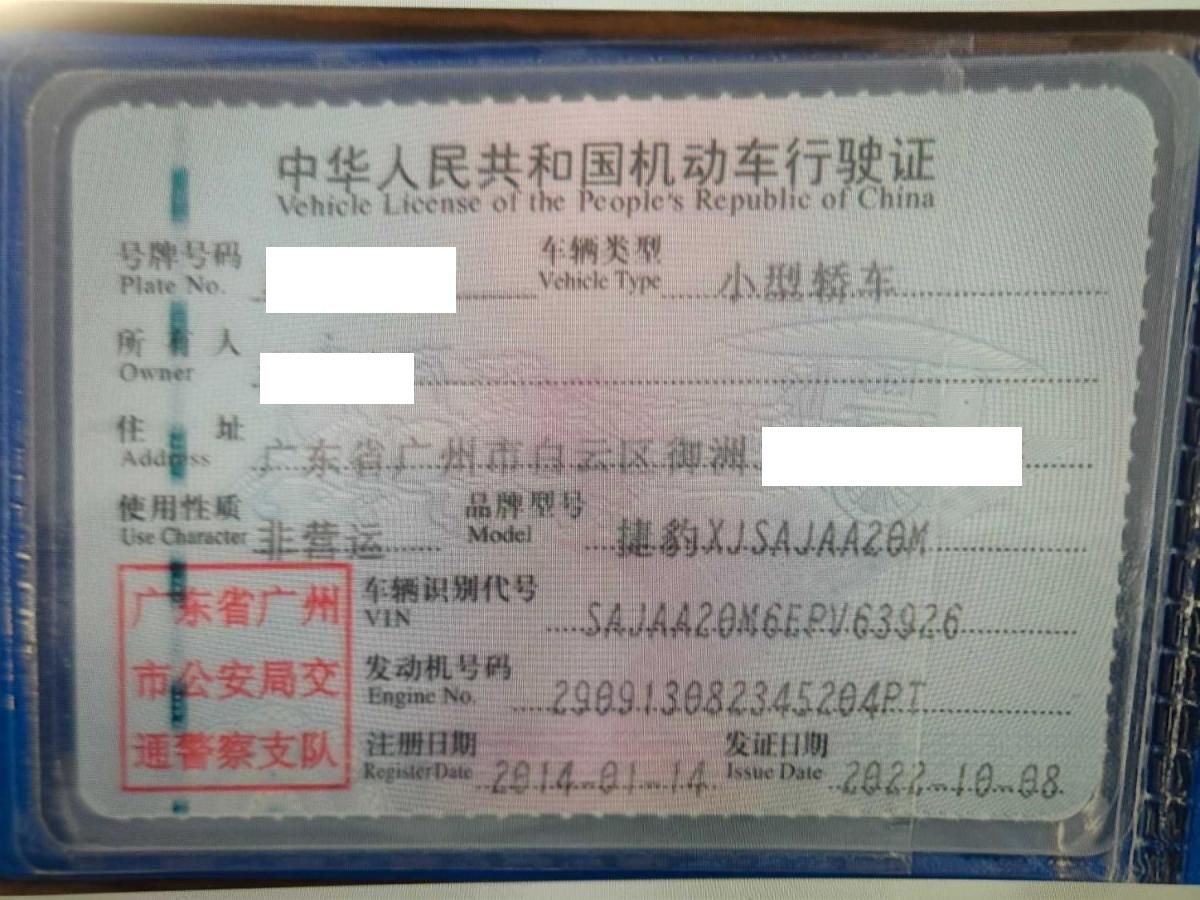 中华人民共和国机动车行驶证
Vehicle License of the People's Republic of China
号牌号码 车辆类型 小型轿车
Plate No. Vehicle Type
所有人
Owner
住址 广东省广州市白云区御洲
Address
使用性质 非营运 品牌型号 捷豹XJSAJAA20M
Use Character Model
广东省广州
市公安局交
通警察支队
车辆识别代号 SAJAA20M6EPV63926
VIN
发动机号码 290913082345204PT
Engine No.
注册日期 2014-01-14 发证日期 2022-10-08
Register Date Issue Date